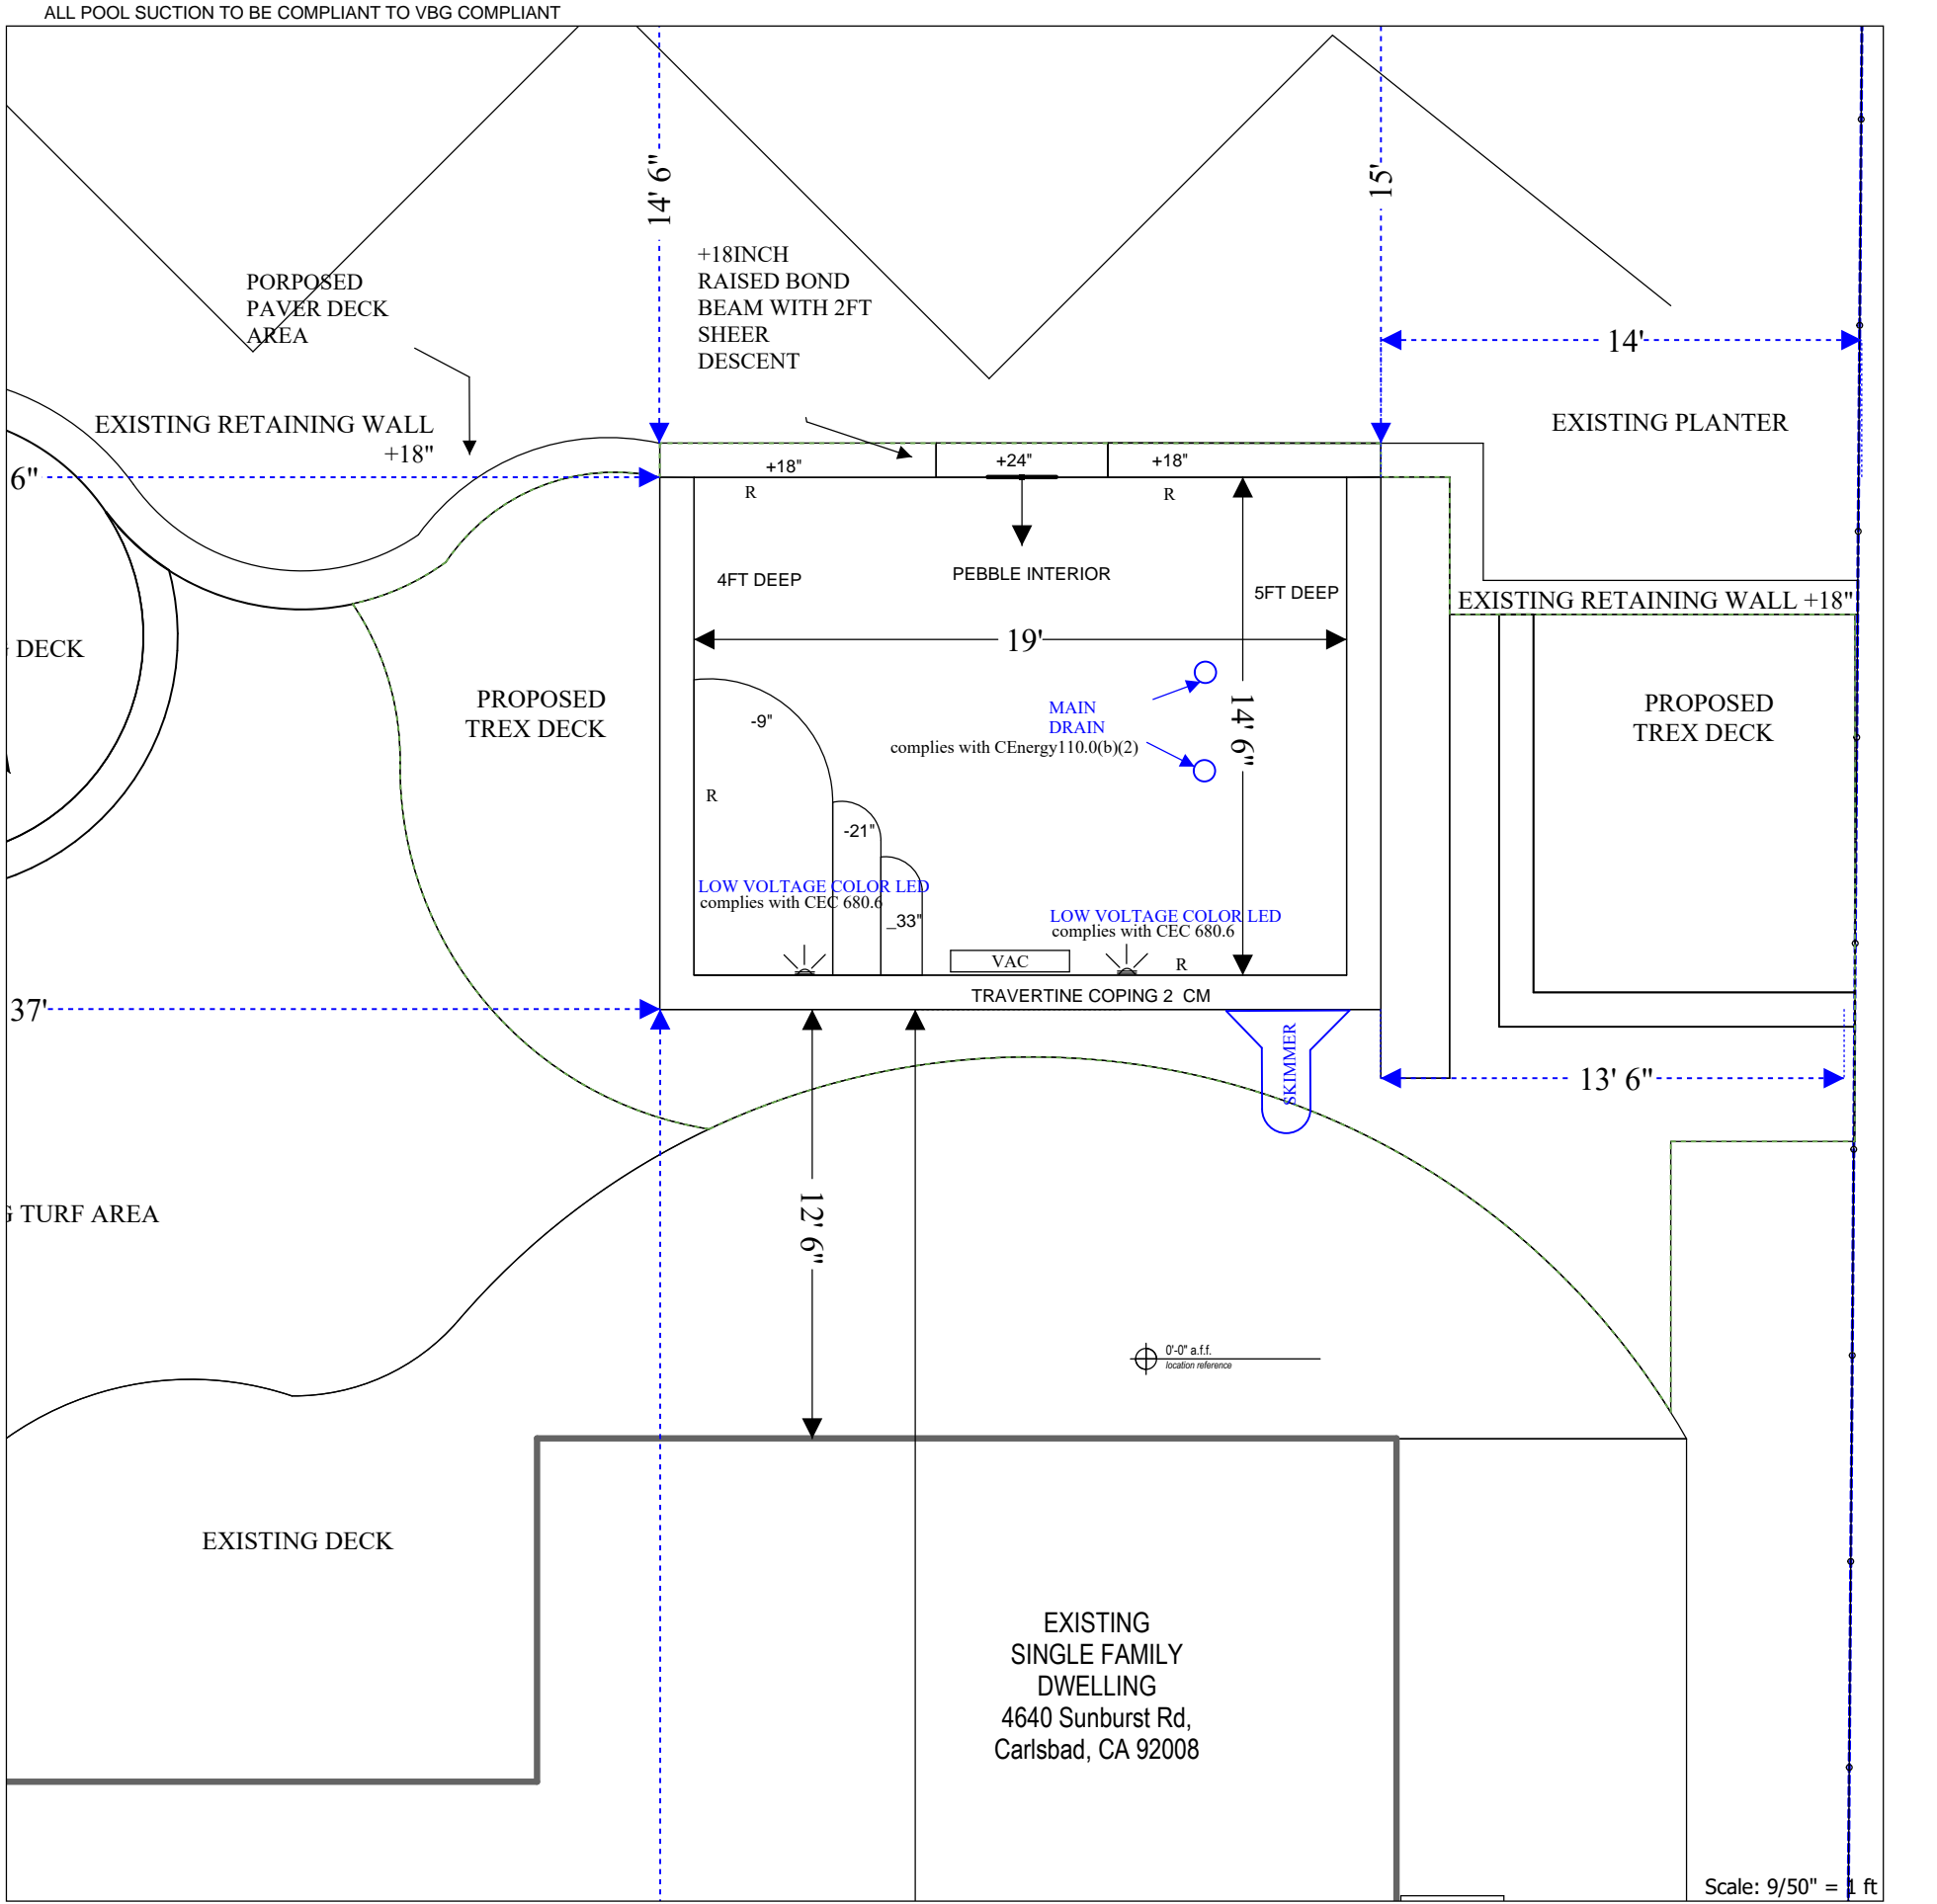 ALL POOL SUCTION TO BE COMPLIANT TO VBG COMPLIANT
14' 6"
15'
+18INCH
RAISED BOND
BEAM WITH 2FT
SHEER
DESCENT
PORPOSED
PAVER DECK
AREA
14'
EXISTING RETAINING WALL
+18"
EXISTING PLANTER
6"
+18"
+24"
+18"
R
R
4FT DEEP
PEBBLE INTERIOR
5FT DEEP
EXISTING RETAINING WALL +18"
19'
DECK
PROPOSED
TREX DECK
-9"
MAIN
DRAIN
complies with CEnergy110.0(b)(2)
14' 6"
PROPOSED
TREX DECK
R
-21"
LOW VOLTAGE COLOR LED
complies with CEC 680.6
_33"
LOW VOLTAGE COLOR LED
complies with CEC 680.6
VAC
R
TRAVERTINE COPING 2 CM
37'
SKIMMER
13' 6"
12' 6"
TURF AREA
0'-0" a.f.f.
location reference
EXISTING DECK
EXISTING
SINGLE FAMILY
DWELLING
4640 Sunburst Rd,
Carlsbad, CA 92008
Scale: 9/50" = 1 ft